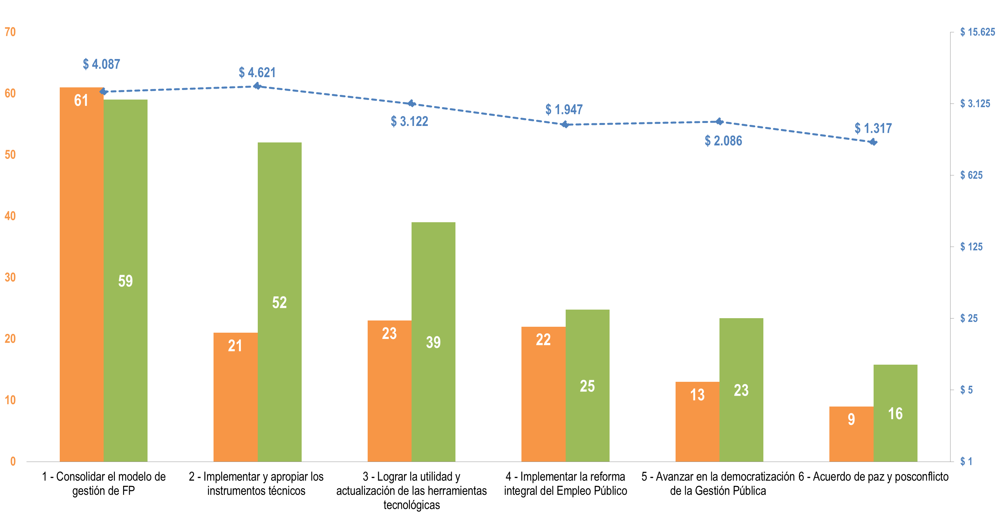 70
60
50
40
30
20
10
0
$ 4.087
$ 4.621
$ 3.122
$ 1.947
$ 2.086
$ 1.317
61
59
21
52
23
39
22
25
13
23
9
16
$ 15.625
$ 3.125
$ 625
$ 125
$ 25
$ 5
$ 1
1 - Consolidar el modelo de
gestión de FP
2 - Implementar y apropiar los
instrumentos técnicos
3 - Lograr la utilidad y
actualización de las herramientas
tecnológicas
4 - Implementar la reforma
integral del Empleo Público
5 - Avanzar en la democratización
de la Gestión Pública
6 - Acuerdo de paz y posconflicto